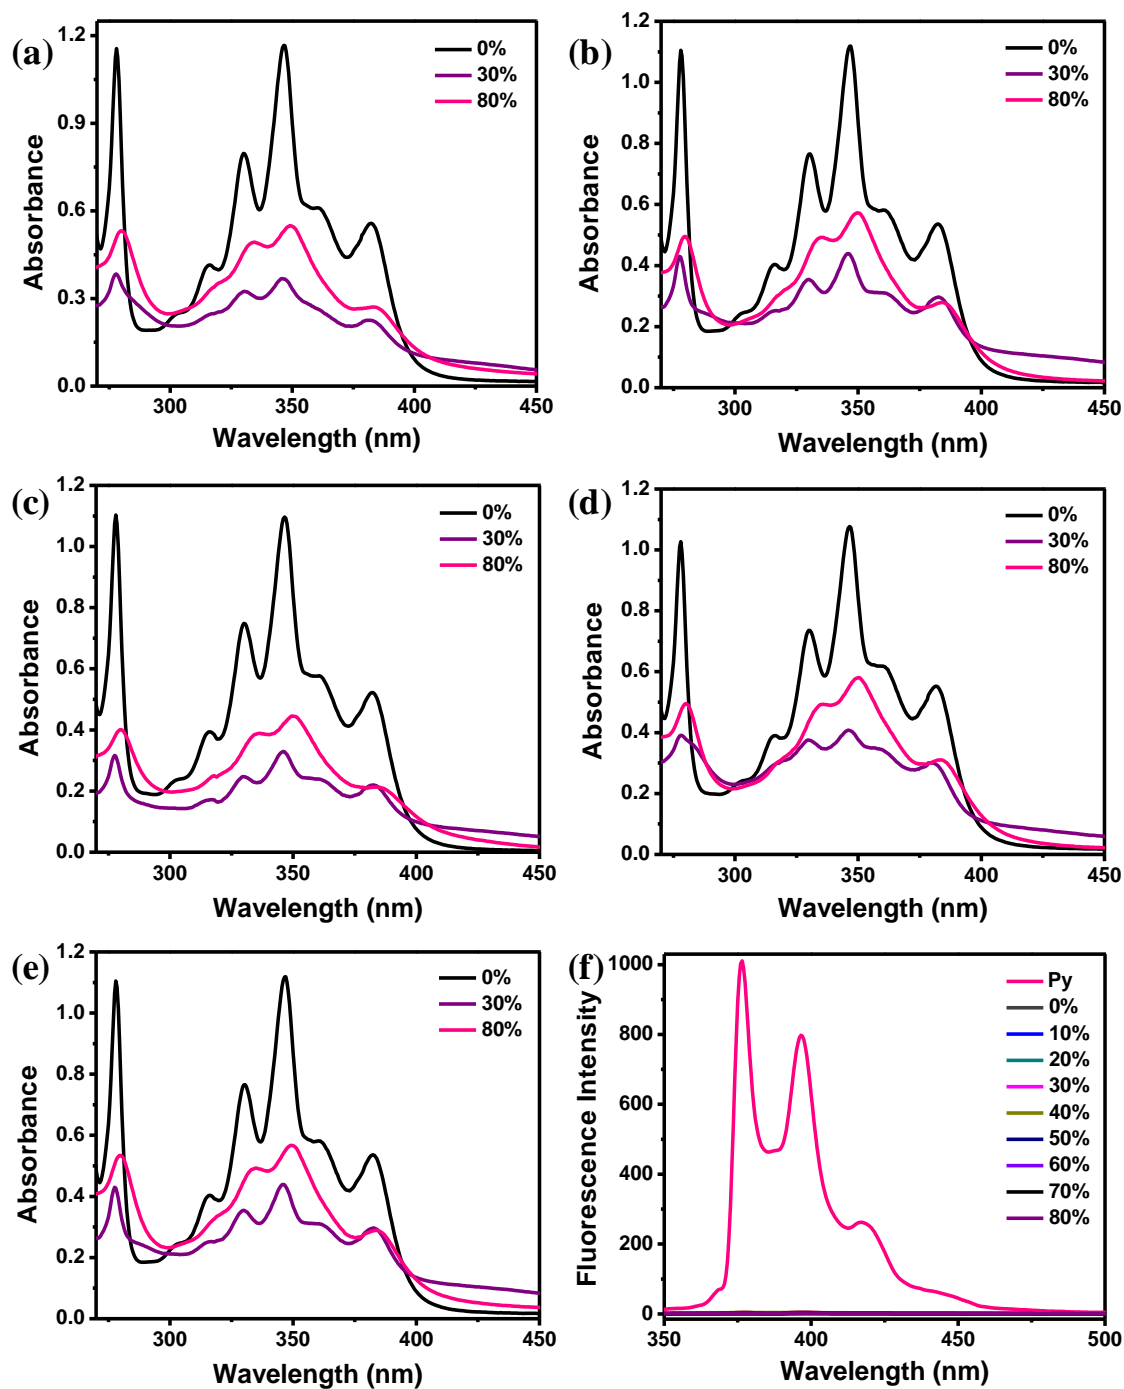 (a)
1.2
0.9
0.6
0.3
0.0
Absorbance
0%
30%
80%
300 350 400 450
Wavelength (nm)
(b)
1.2
1.0
0.8
0.6
0.4
0.2
0.0
Absorbance
0%
30%
80%
300 350 400 450
Wavelength (nm)
(c)
1.2
1.0
0.8
0.6
0.4
0.2
0.0
Absorbance
0%
30%
80%
300 350 400 450
Wavelength (nm)
(d)
1.2
1.0
0.8
0.6
0.4
0.2
0.0
Absorbance
0%
30%
80%
300 350 400 450
Wavelength (nm)
(e)
1.2
1.0
0.8
0.6
0.4
0.2
0.0
Absorbance
0%
30%
80%
300 350 400 450
Wavelength (nm)
(f)
1000
800
600
400
200
0
Fluorescence Intensity
Py
0%
10%
20%
30%
40%
50%
60%
70%
80%
350 400 450 500
Wavelength (nm)